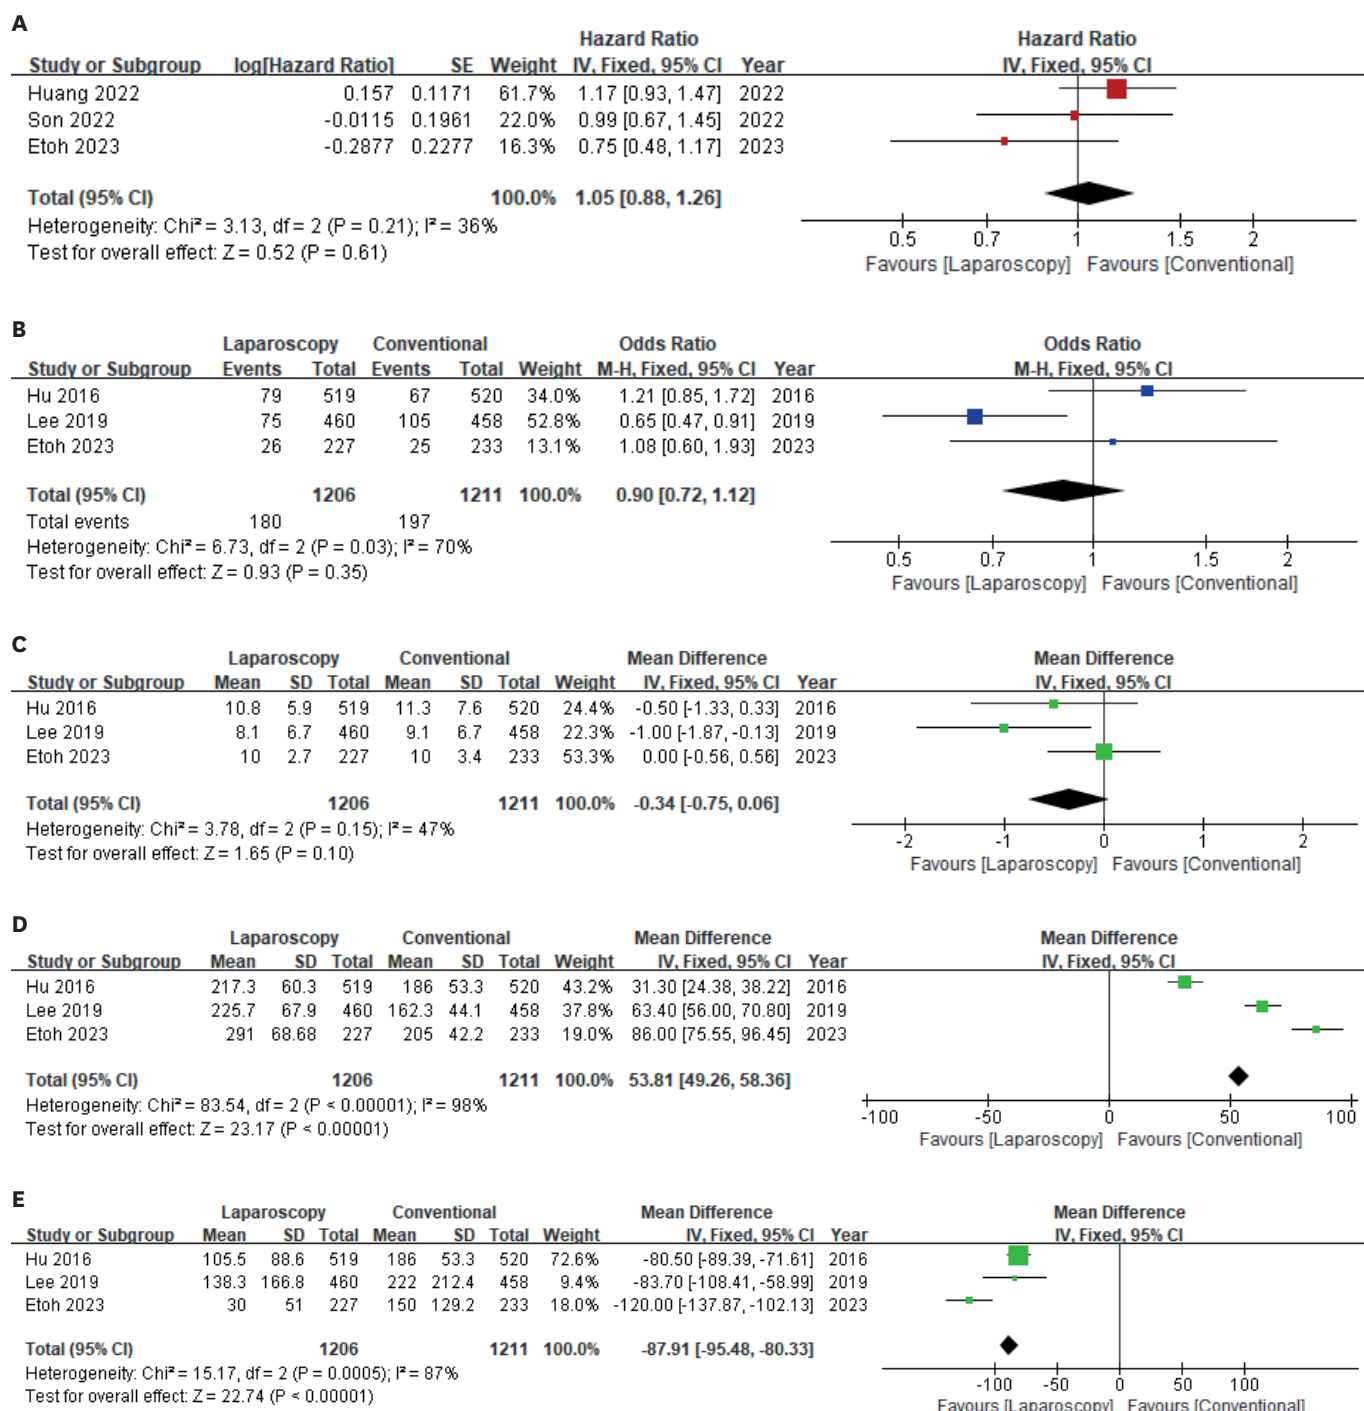 A
Hazard Ratio Hazard Ratio
Study or Subgroup log[Hazard Ratio] SE Weight IV, Fixed, 95% CI Year IV, Fixed, 95% CI
Huang 2022 0.157 0.1171 61.7% 1.17 [0.93, 1.47] 2022
Son 2022 -0.0115 0.1961 22.0% 0.99 [0.67, 1.45] 2022
Etoh 2023 -0.2877 0.2277 16.3% 0.75 [0.48, 1.17] 2023
Total (95% CI) 100.0% 1.05 [0.88, 1.26]
Heterogeneity: Chi² = 3.13, df = 2 (P = 0.21); I² = 36%
Test for overall effect: Z = 0.52 (P = 0.61)
0.5 0.7 1 1.5 2
Favours [Laparoscopy] Favours [Conventional]
B
Laparoscopy Conventional Odds Ratio Odds Ratio
Study or Subgroup Events Total Events Total Weight M-H, Fixed, 95% CI Year M-H, Fixed, 95% CI
Hu 2016 79 519 67 520 34.0% 1.21 [0.85, 1.72] 2016
Lee 2019 75 460 105 458 52.8% 0.65 [0.47, 0.91] 2019
Etoh 2023 26 227 25 233 13.1% 1.08 [0.60, 1.93] 2023
Total (95% CI) 1206 1211 100.0% 0.90 [0.72, 1.12]
Total events 180 197
Heterogeneity: Chi² = 6.73, df = 2 (P = 0.03); I² = 70%
Test for overall effect: Z = 0.93 (P = 0.35)
0.5 0.7 1 1.5 2
Favours [Laparoscopy] Favours [Conventional]
C
Laparoscopy Conventional Mean Difference Mean Difference
Study or Subgroup Mean SD Total Mean SD Total Weight IV, Fixed, 95% CI Year IV, Fixed, 95% CI
Hu 2016 10.8 5.9 519 11.3 7.6 520 24.4% -0.50 [-1.33, 0.33] 2016
Lee 2019 8.1 6.7 460 9.1 6.7 458 22.3% -1.00 [-1.87, -0.13] 2019
Etoh 2023 10 2.7 227 10 3.4 233 53.3% 0.00 [-0.56, 0.56] 2023
Total (95% CI) 1206 1211 100.0% -0.34 [-0.75, 0.06]
Heterogeneity: Chi² = 3.78, df = 2 (P = 0.15); I² = 47%
Test for overall effect: Z = 1.65 (P = 0.10)
-2 -1 0 1 2
Favours [Laparoscopy] Favours [Conventional]
D
Laparoscopy Conventional Mean Difference Mean Difference
Study or Subgroup Mean SD Total Mean SD Total Weight IV, Fixed, 95% CI Year IV, Fixed, 95% CI
Hu 2016 217.3 60.3 519 186 53.3 520 43.2% 31.30 [24.38, 38.22] 2016
Lee 2019 225.7 67.9 460 162.3 44.1 458 37.8% 63.40 [56.00, 70.80] 2019
Etoh 2023 291 68.68 227 205 42.2 233 19.0% 86.00 [75.55, 96.45] 2023
Total (95% CI) 1206 1211 100.0% 53.81 [49.26, 58.36]
Heterogeneity: Chi² = 83.54, df = 2 (P < 0.00001); I² = 98%
Test for overall effect: Z = 23.17 (P < 0.00001)
-100 -50 0 50 100
Favours [Laparoscopy] Favours [Conventional]
E
Laparoscopy Conventional Mean Difference Mean Difference
Study or Subgroup Mean SD Total Mean SD Total Weight IV, Fixed, 95% CI Year IV, Fixed, 95% CI
Hu 2016 105.5 88.6 519 186 53.3 520 72.6% -80.50 [-89.39, -71.61] 2016
Lee 2019 138.3 166.8 460 222 212.4 458 9.4% -83.70 [-108.41, -58.99] 2019
Etoh 2023 30 51 227 150 129.2 233 18.0% -120.00 [-137.87, -102.13] 2023
Total (95% CI) 1206 1211 100.0% -87.91 [-95.48, -80.33]
Heterogeneity: Chi² = 15.17, df = 2 (P = 0.0005); I² = 87%
Test for overall effect: Z = 22.74 (P < 0.00001)
-100 -50 0 50 100
Favours [Laparoscopy] Favours [Conventional]